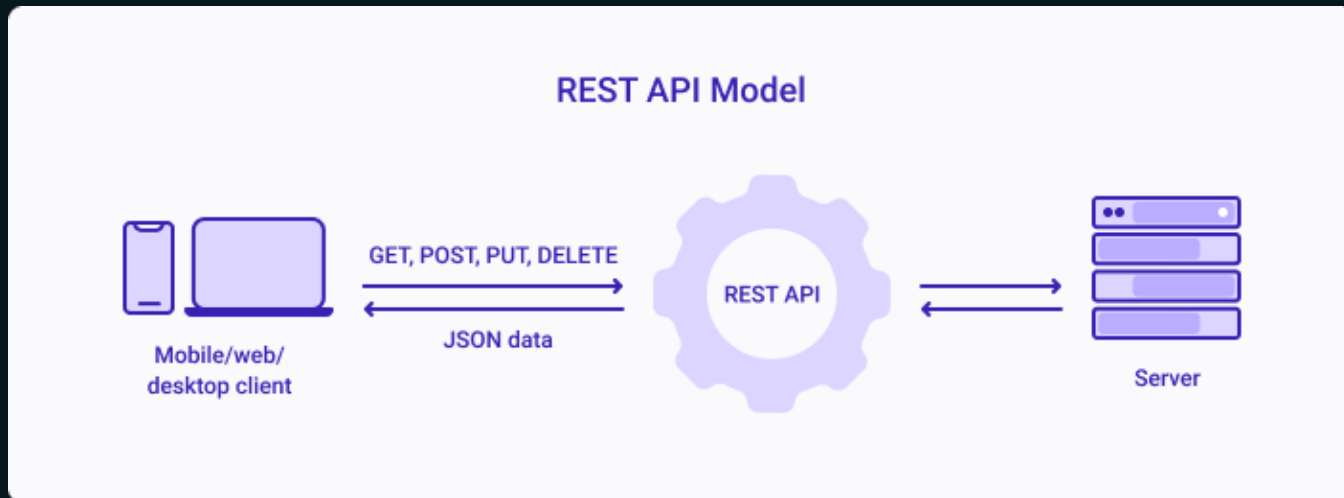 REST API Model
GET, POST, PUT, DELETE
REST API
JSON data
Mobile/web/
desktop client
Server